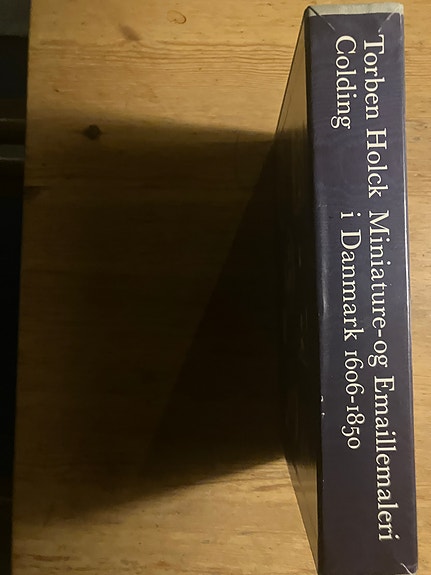 Torben Holck Miniature-og Emaillemaleri
Colding i Danmark 1606-1850